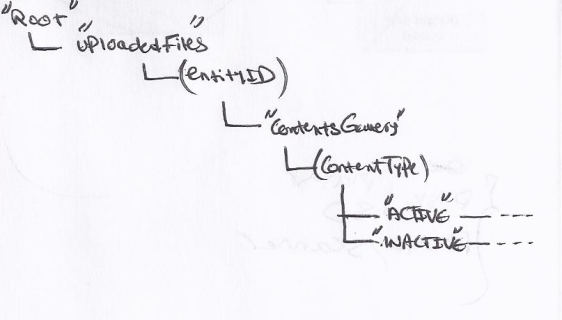 "Root"
"UploadedFiles"
(entityID)
"ContentsGallery"
(ContentType)
"ACTIVE" — ---
"INACTIVE" — ---